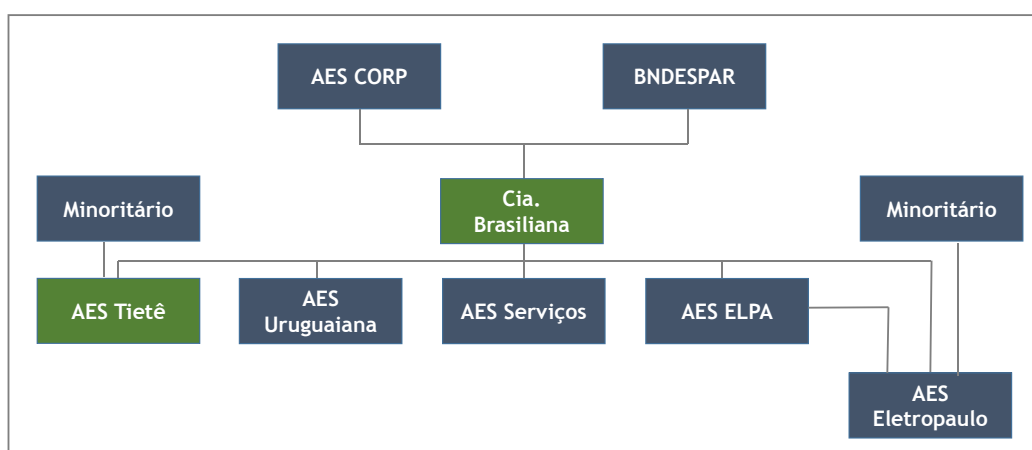 AES CORP
BNDESPAR
Minoritário
Cia.
Brasiliana
Minoritário
AES Tietê
AES
Uruguaiana
AES Serviços
AES ELPA
AES
Eletropaulo